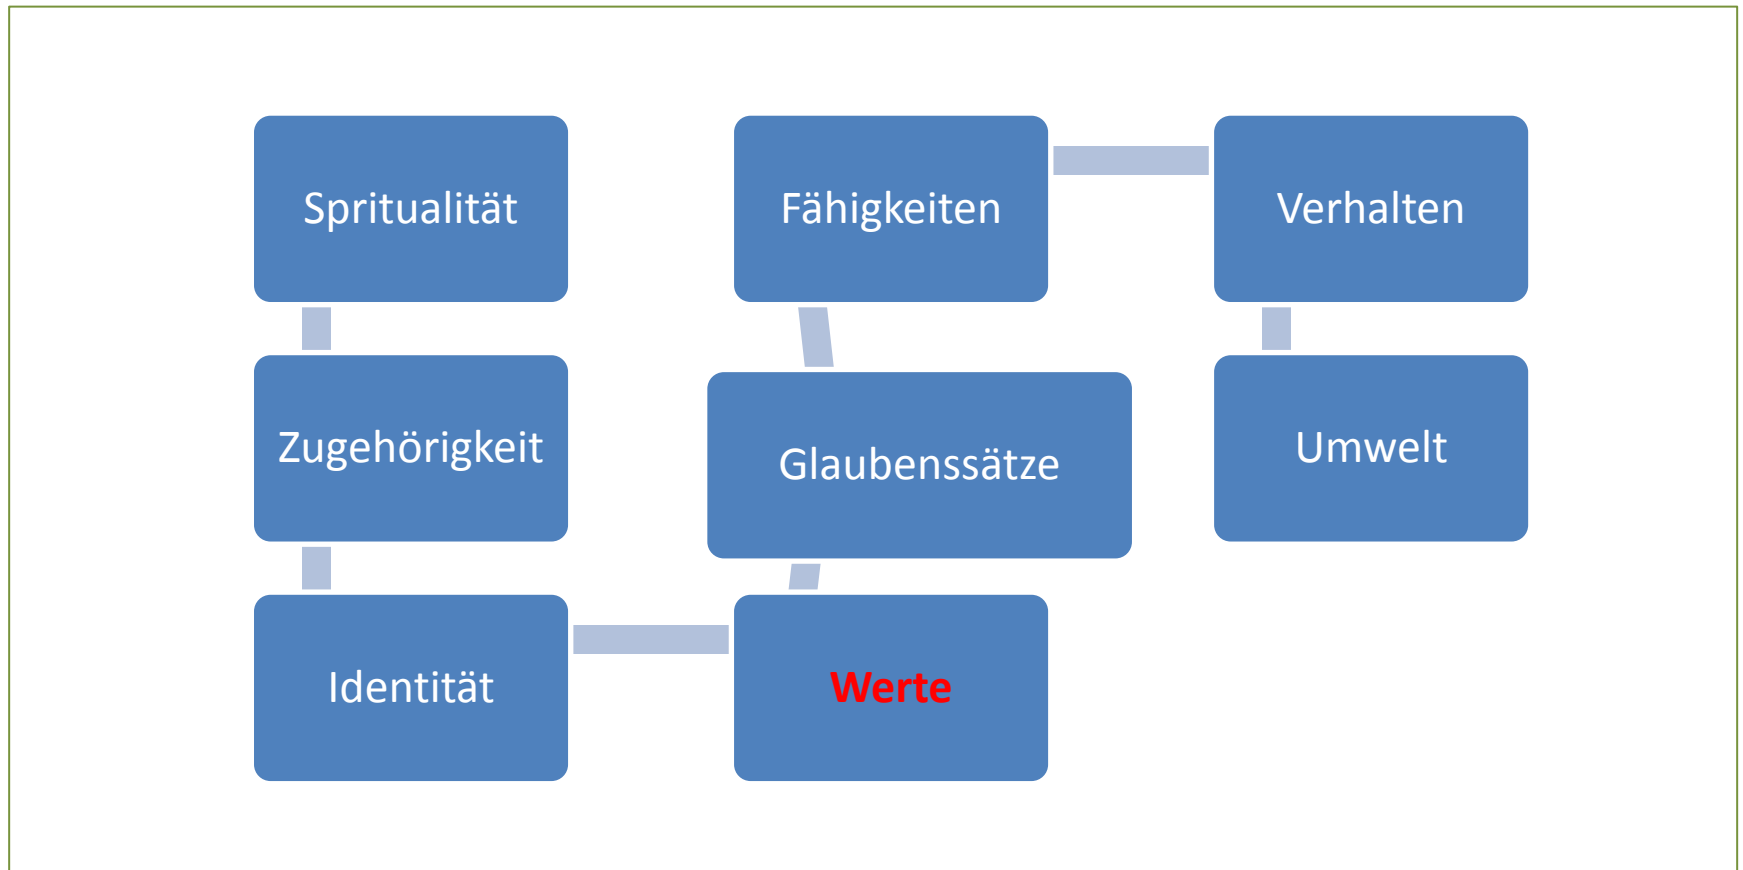 Spritualität
Zugehörigkeit
Identität
Werte
Glaubenssätze
Fähigkeiten
Verhalten
Umwelt